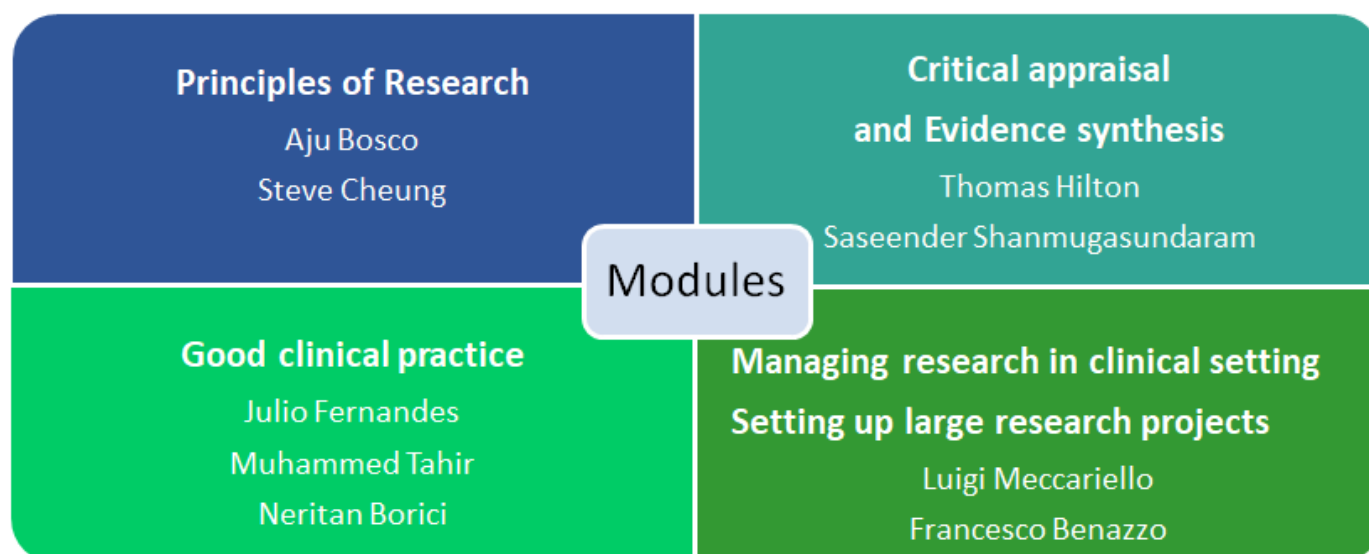 Principles of Research
Aju Bosco
Steve Cheung
Critical appraisal
and Evidence synthesis
Thomas Hilton
Saseender Shanmugasundaram
Modules
Good clinical practice
Julio Fernandes
Muhammed Tahir
Neritan Borici
Managing research in clinical setting
Setting up large research projects
Luigi Meccariello
Francesco Benazzo